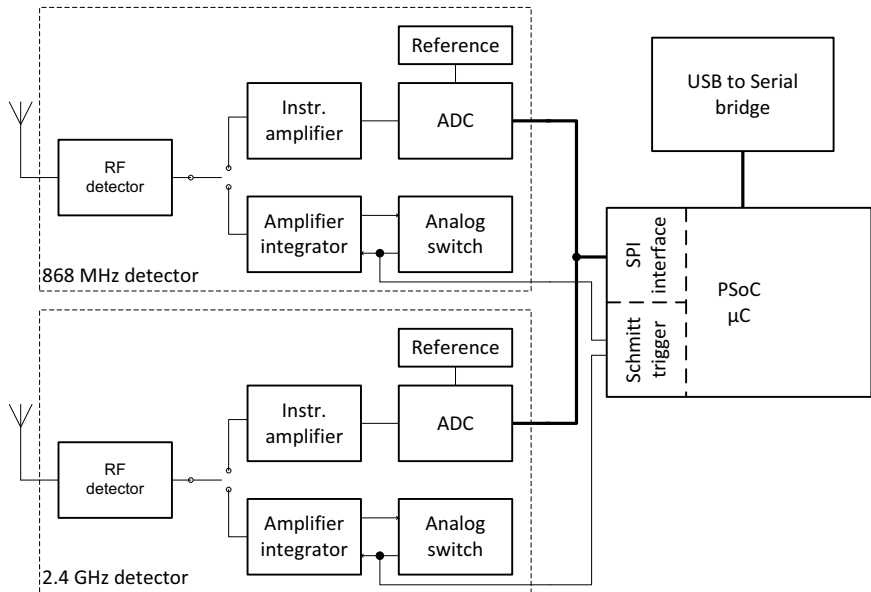 Reference
Instr.
amplifier
ADC
RF
detector
Amplifier
integrator
Analog
switch
868 MHz detector
Reference
Instr.
amplifier
ADC
RF
detector
Amplifier
integrator
Analog
switch
2.4 GHz detector
USB to Serial
bridge
SPI
interface
Schmitt
trigger
PSoC
µC